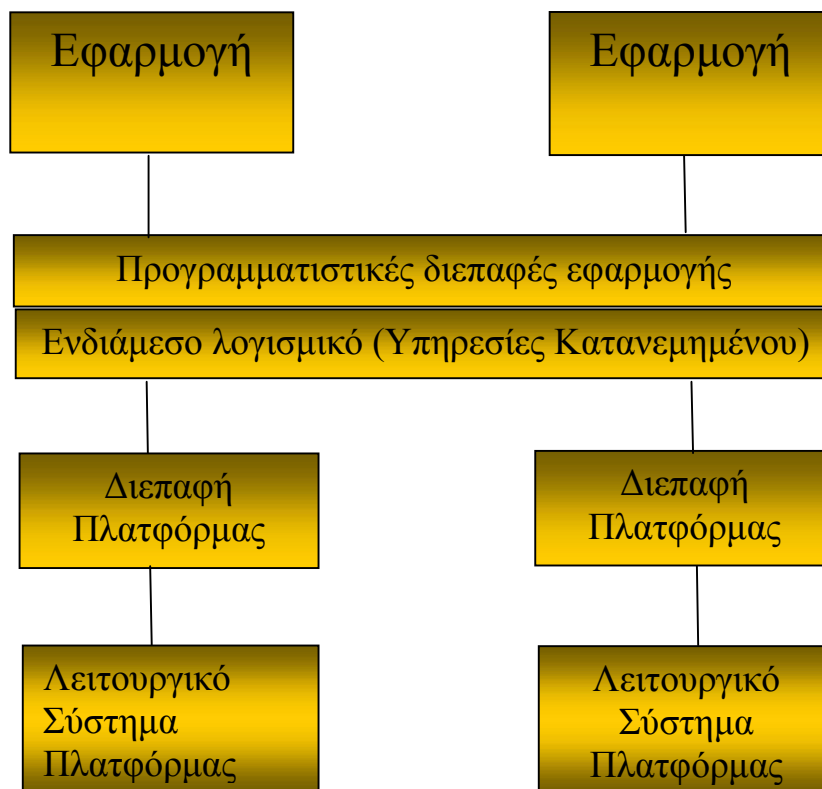 Εφαρμογή
Εφαρμογή
Προγραμματιστικές διεπαφές εφαρμογής
Ενδιάμεσο λογισμικό (Υπηρεσίες Κατανεμημένου)
Διεπαφή
Πλατφόρμας
Διεπαφή
Πλατφόρμας
Λειτουργικό
Σύστημα
Πλατφόρμας
Λειτουργικό
Σύστημα
Πλατφόρμας